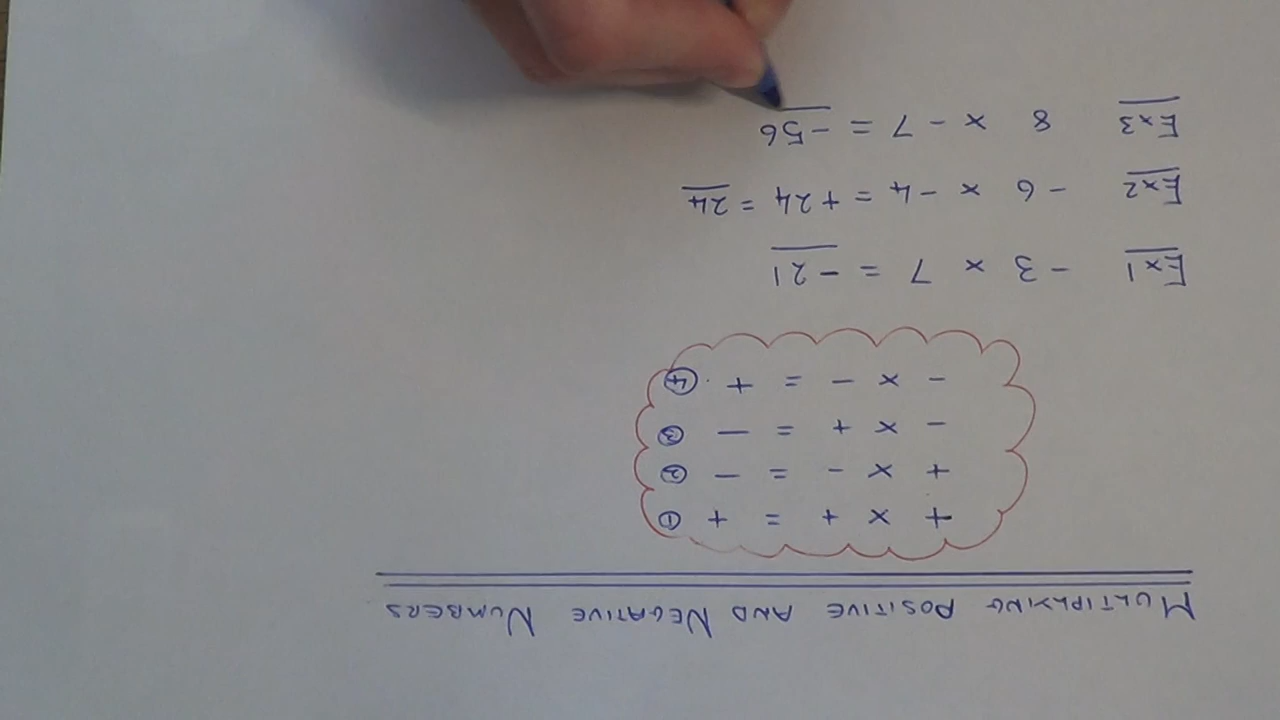 MULTIPLYING POSITIVE AND NEGATIVE NUMBERS
+ × + = + ①
+ × - = - ②
- × + = - ③
- × - = + ④
Ex1 - 3 × 7 = -21
Ex2 - 6 × -4 = +24 = 24
Ex3 8 × -7 = -56